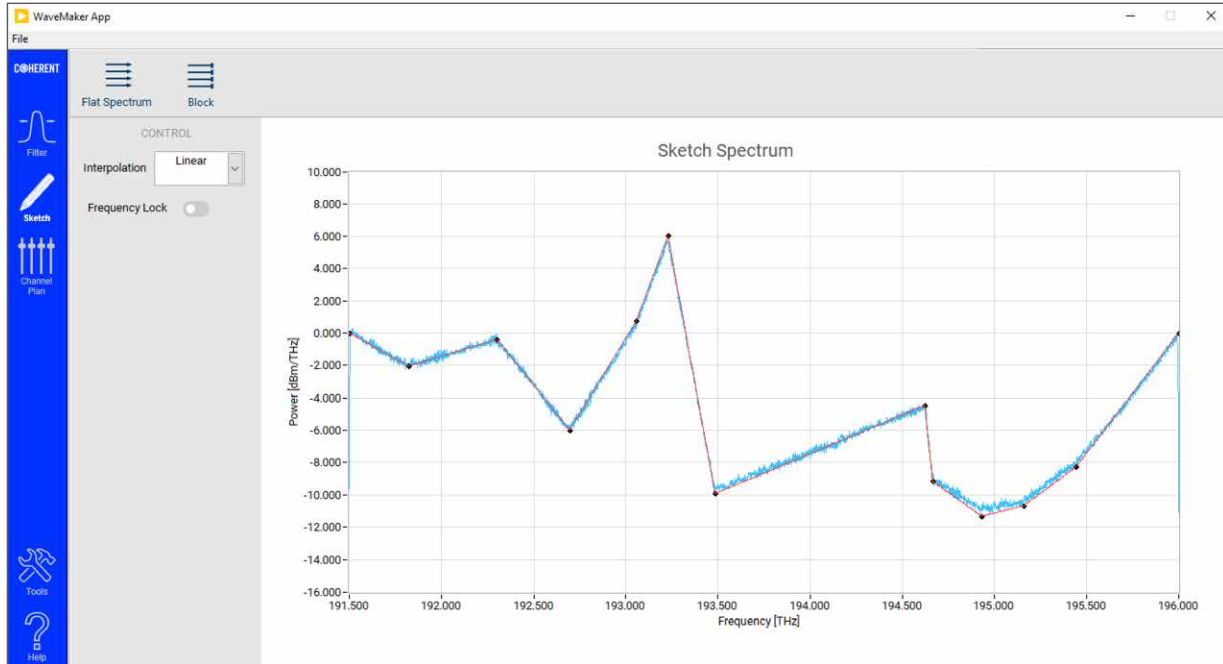 WaveMaker App
File
COHERENT
Flat Spectrum
Block
Filter
Sketch
Channel
Plan
Tools
Help
CONTROL
Interpolation
Linear
Frequency Lock
Sketch Spectrum
10.000
8.000
6.000
4.000
2.000
0.000
-2.000
-4.000
-6.000
-8.000
-10.000
-12.000
-14.000
-16.000
Power [dBm/THz]
191.500 192.000 192.500 193.000 193.500 194.000 194.500 195.000 195.500 196.000
Frequency [THz]